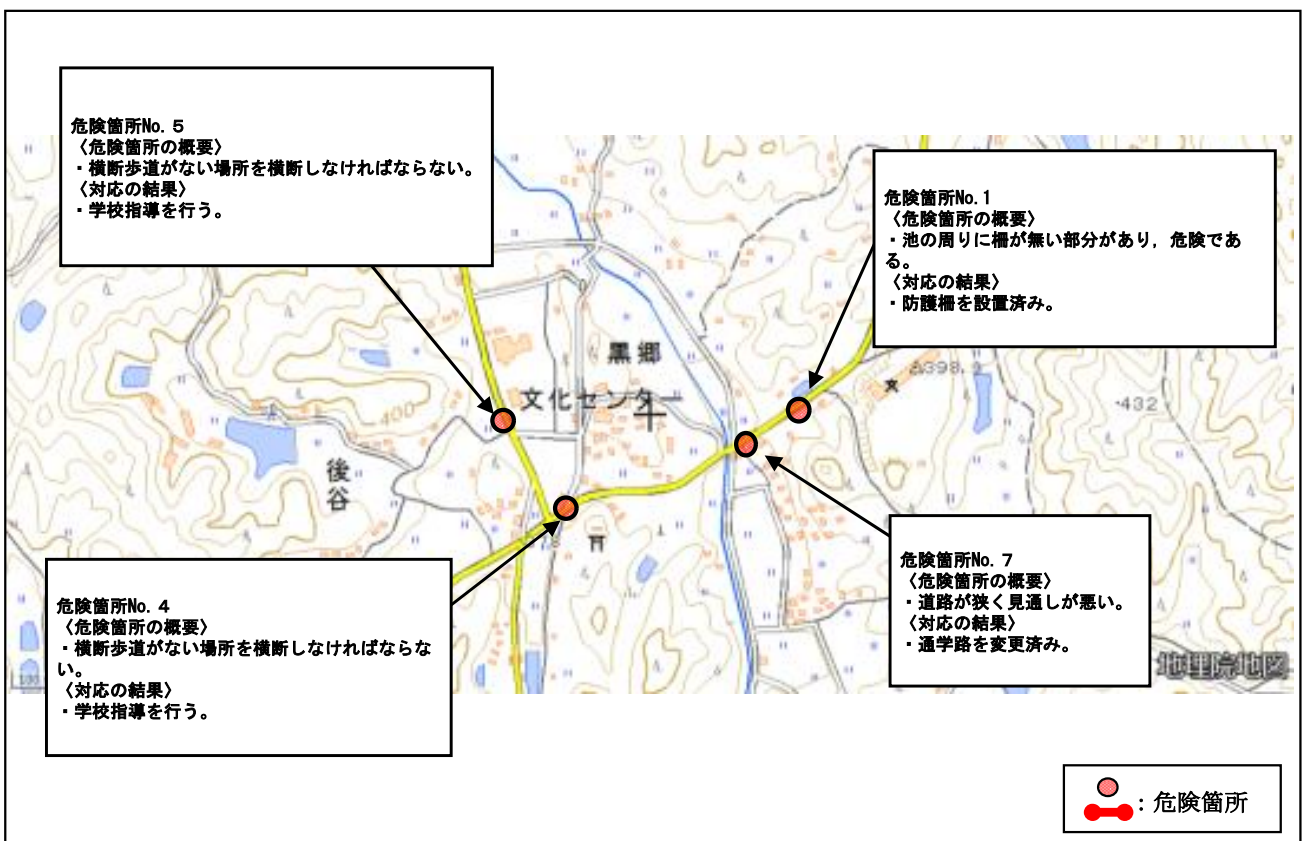 危険箇所No.５
〈危険箇所の概要〉
・横断歩道がない場所を横断しなければならない。
〈対応の結果〉
・学校指導を行う。
危険箇所No.1
〈危険箇所の概要〉
・池の周りに柵が無い部分があり，危険であ
る。
〈対応の結果〉
・防護柵を設置済み。
黒郷
文化センター
398.
432
400
後谷
危険箇所No.７
〈危険箇所の概要〉
・道路が狭く見通しが悪い。
〈対応の結果〉
・通学路を変更済み。
危険箇所No.４
〈危険箇所の概要〉
・横断歩道がない場所を横断しなければならな
い。
〈対応の結果〉
・学校指導を行う。
地理院地図
：危険箇所